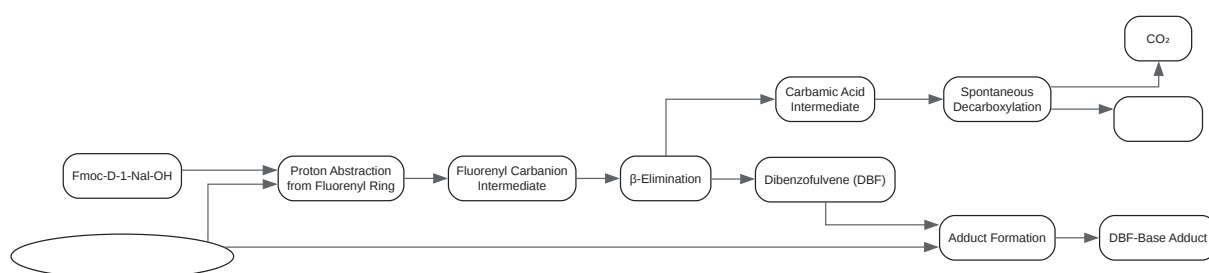 CO₂
Carbamic Acid
Intermediate
Spontaneous
Decarboxylation
Fmoc-D-1-Nal-OH
Proton Abstraction
from Fluorenyl Ring
Fluorenyl Carbanion
Intermediate
β-Elimination
Dibenzofulvene (DBF)
Adduct Formation
DBF-Base Adduct